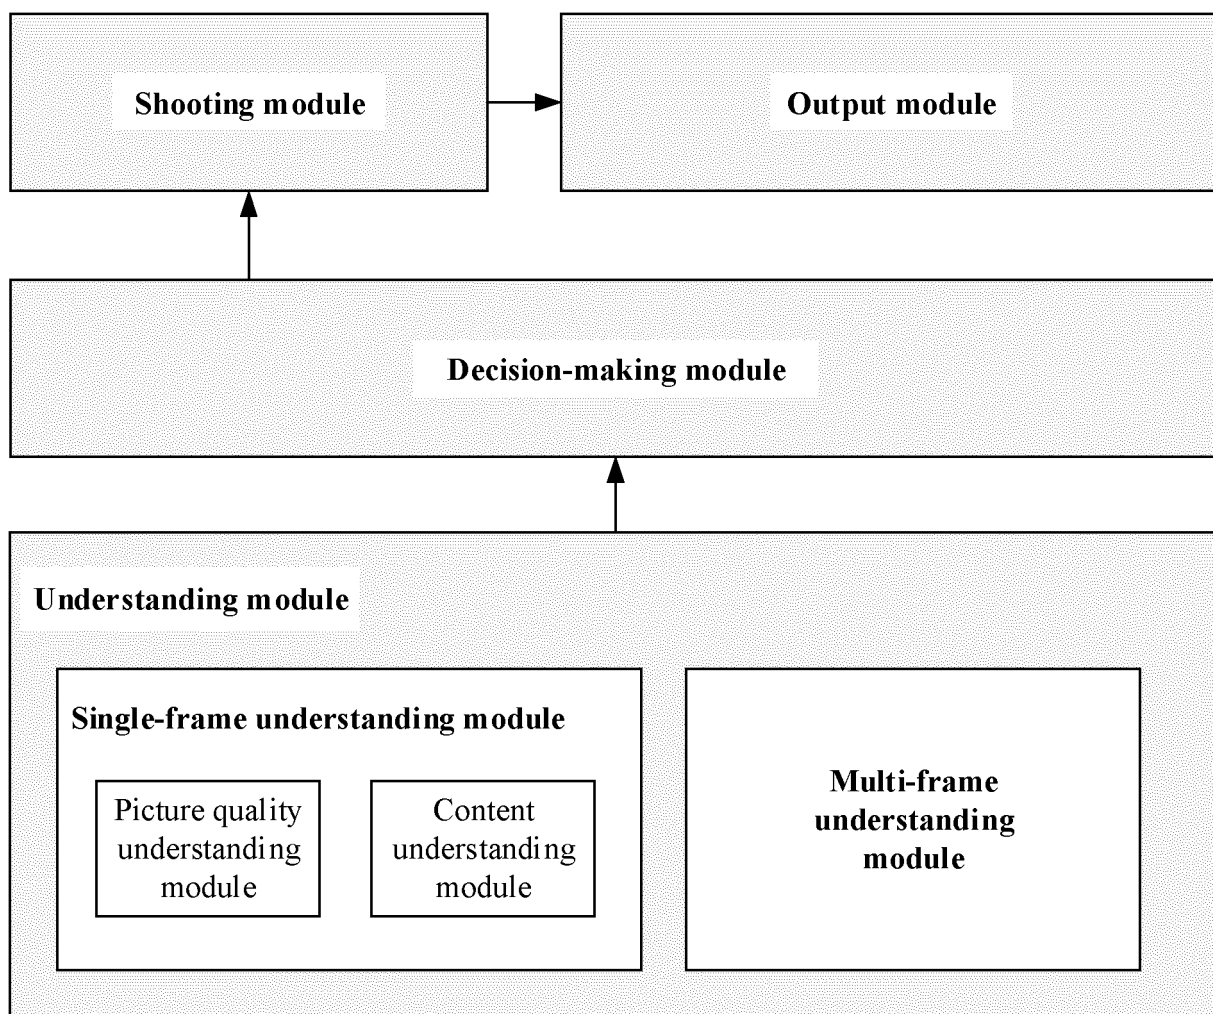 Shooting module
Output module
Decision-making module
Understanding module
Single-frame understanding module
Picture quality
understanding
module
Content
understanding
module
Multi-frame
understanding
module